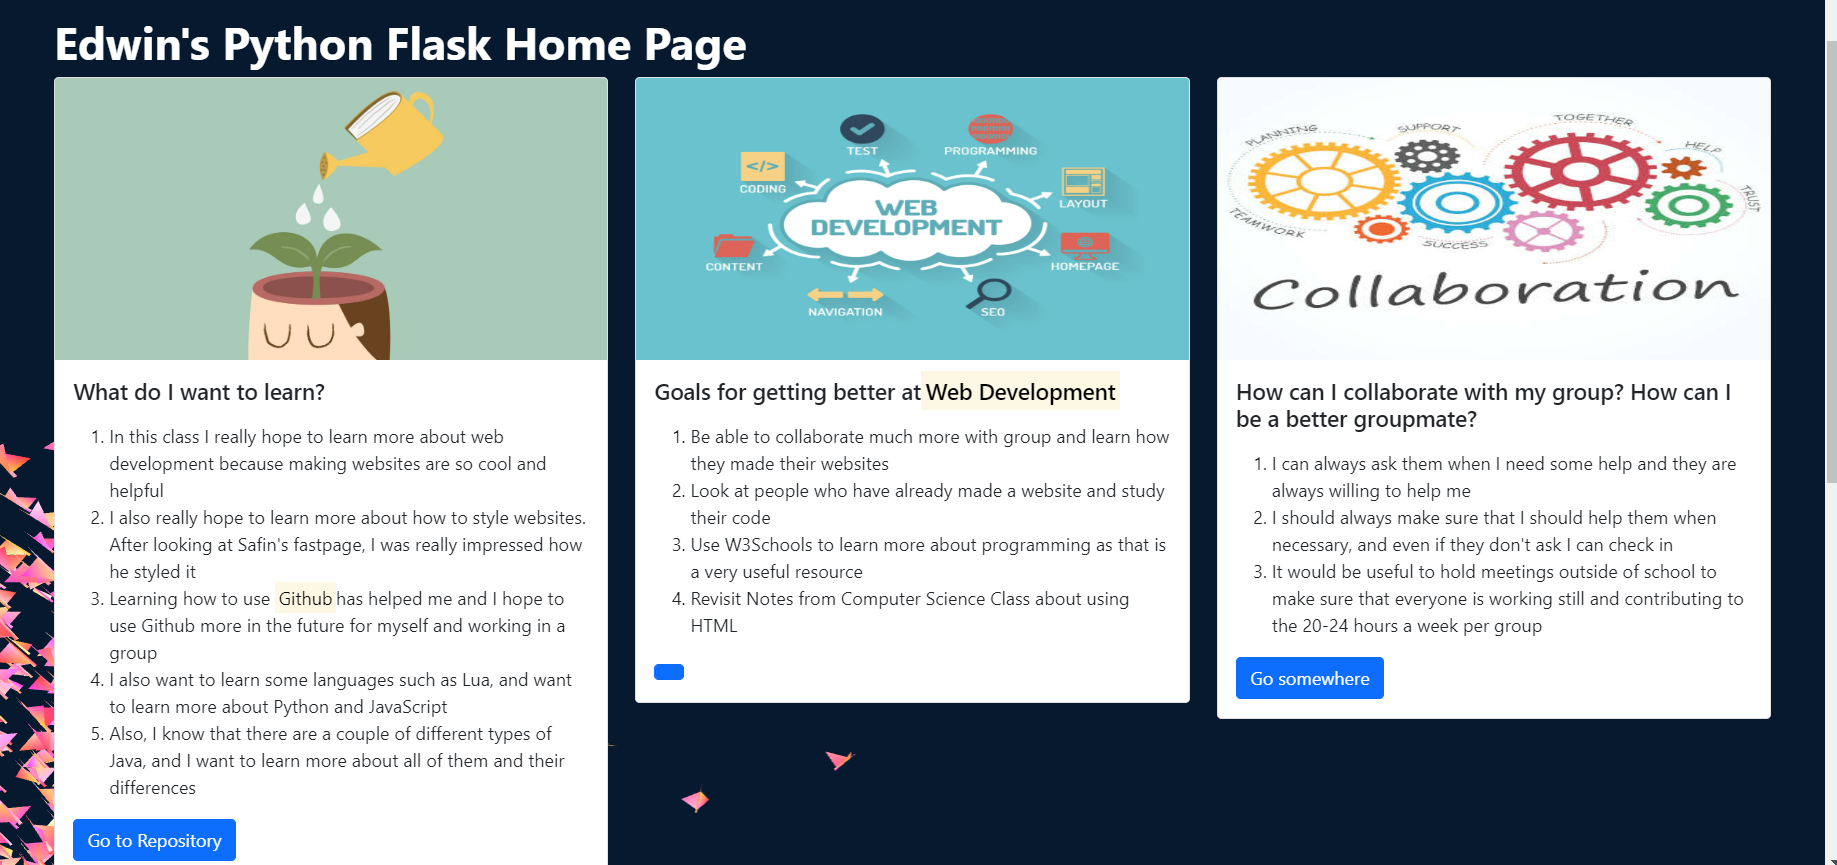 Edwin's Python Flask Home Page
What do I want to learn?
1. In this class I really hope to learn more about web
development because making websites are so cool and
helpful
2. I also really hope to learn more about how to style websites.
After looking at Safin's fastpage, I was really impressed how
he styled it
3. Learning how to use Github has helped me and I hope to
use Github more in the future for myself and working in a
group
4. I also want to learn some languages such as Lua, and want
to learn more about Python and JavaScript
5. Also, I know that there are a couple of different types of
Java, and I want to learn more about all of them and their
differences
Go to Repository
TEST
PROGRAMMING
</>
CODING
LAYOUT
WEB
DEVELOPMENT
CONTENT
HOMEPAGE
NAVIGATION
SEO
Goals for getting better at Web Development
1. Be able to collaborate much more with group and learn how
they made their websites
2. Look at people who have already made a website and study
their code
3. Use W3Schools to learn more about programming as that is
a very useful resource
4. Revisit Notes from Computer Science Class about using
HTML
PLANNING
SUPPORT
TOGETHER
HELP
TRUST
TEAMWORK
SUCCESS
Collaboration
How can I collaborate with my group? How can I
be a better groupmate?
1. I can always ask them when I need some help and they are
always willing to help me
2. I should always make sure that I should help them when
necessary, and even if they don't ask I can check in
3. It would be useful to hold meetings outside of school to
make sure that everyone is working still and contributing to
the 20-24 hours a week per group
Go somewhere